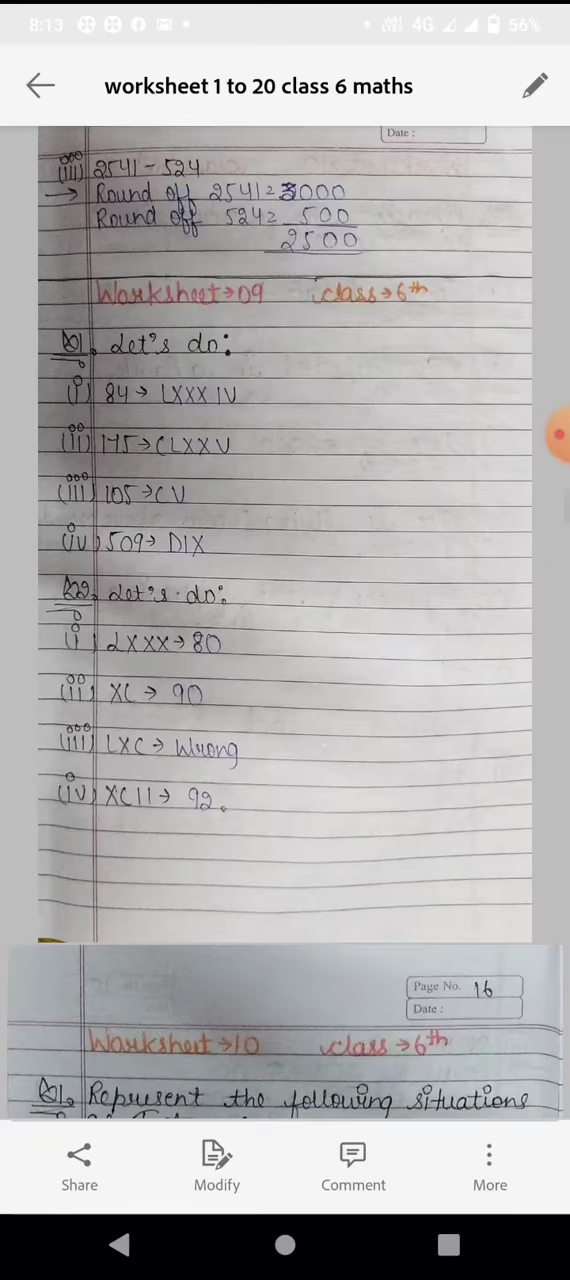 8:13 4G 56%
worksheet 1 to 20 class 6 maths
Date :
(iii) 2541 - 524
→ Round off 2541 = 3000
Round off 524 = 500
2500
Worksheet → 09 class → 6th
Q1. Let's do:
(i) 84 → LXXXIV
(ii) 175 → CLXXV
(iii) 105 → CV
(iv) 509 → DIX
Q2. Let's do:
(i) LXXX → 80
(ii) XC → 90
(iii) LXC → Wrong
(iv) XCII → 92.
Page No. 16
Date :
Worksheet → 10 class → 6th
Q1. Represent the following situations
Share Modify Comment More